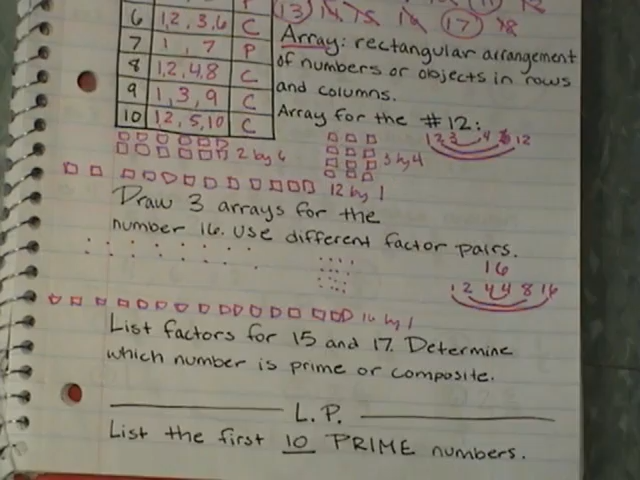 13 17 18
6 1,2,3,6 C
7 1,7 P
8 1,2,4,8 C
9 1,3,9 C
10 1,2,5,10 C
Array: rectangular arrangement
of numbers or objects in rows
and columns.
Array for the #12:
1 2 3 4 6 12
2 by 6
3 by 4
12 by 1
Draw 3 arrays for the
number 16. Use different factor pairs.
16
1 2 4 4 8 16
16 by 1
List factors for 15 and 17. Determine
which number is prime or composite.
L.P.
List the first 10 PRIME numbers.